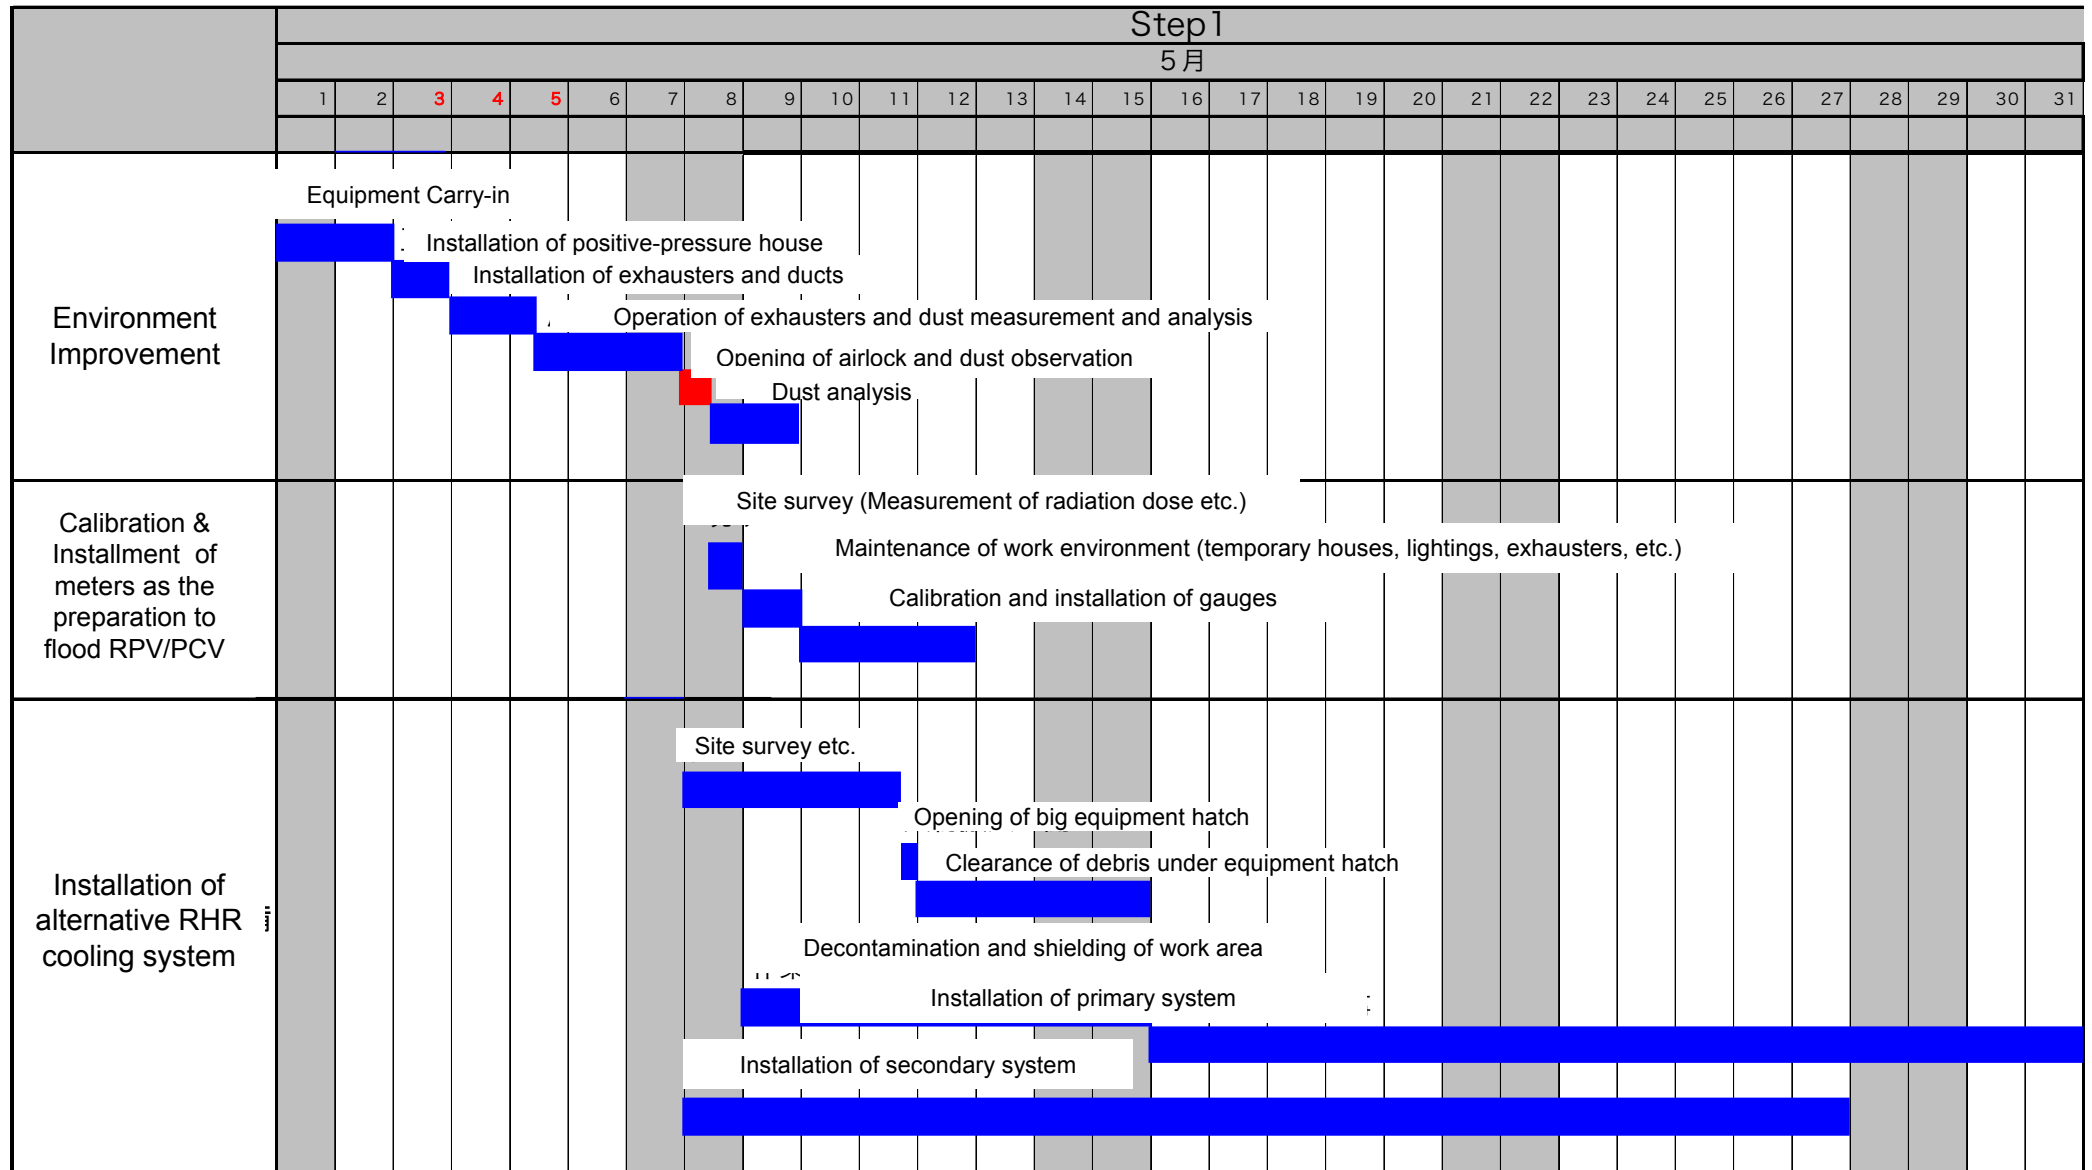 Step1
5月
1 2 3 4 5 6 7 8 9 10 11 12 13 14 15 16 17 18 19 20 21 22 23 24 25 26 27 28 29 30 31
Environment
Improvement
Equipment Carry-in
Installation of positive-pressure house
Installation of exhausters and ducts
Operation of exhausters and dust measurement and analysis
Opening of airlock and dust observation
Dust analysis
Calibration &
Installment of
meters as the
preparation to
flood RPV/PCV
Site survey (Measurement of radiation dose etc.)
Maintenance of work environment (temporary houses, lightings, exhausters, etc.)
Calibration and installation of gauges
Installation of
alternative RHR
cooling system
Site survey etc.
Opening of big equipment hatch
Clearance of debris under equipment hatch
Decontamination and shielding of work area
Installation of primary system
Installation of secondary system